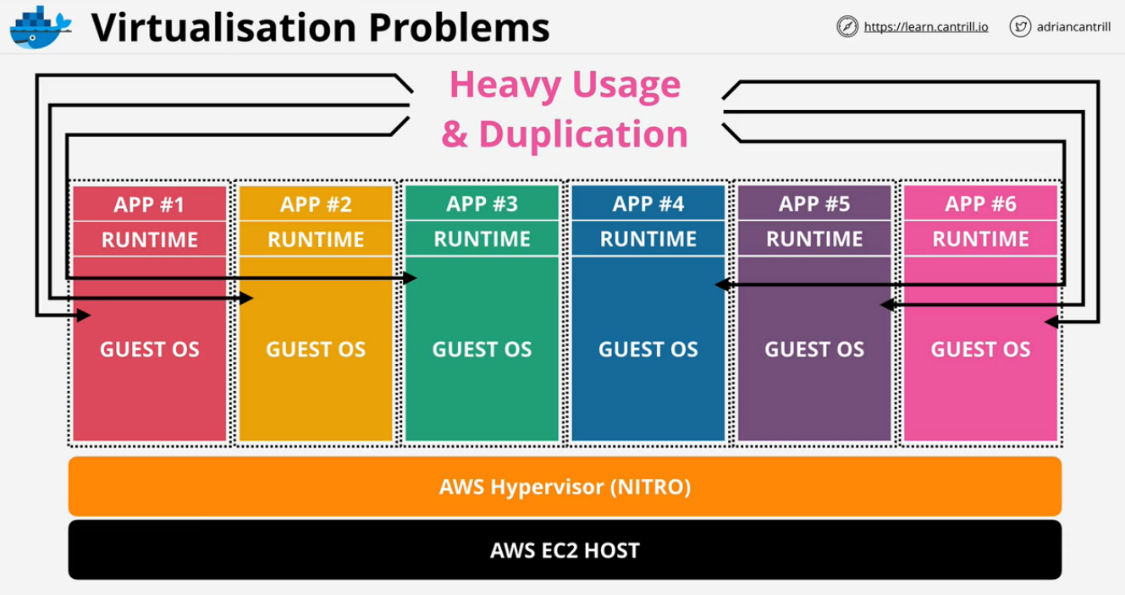 Virtualisation Problems
https://learn.cantrill.io
adriancantrill
Heavy Usage
& Duplication
APP #1
RUNTIME
GUEST OS
APP #2
RUNTIME
GUEST OS
APP #3
RUNTIME
GUEST OS
APP #4
RUNTIME
GUEST OS
APP #5
RUNTIME
GUEST OS
APP #6
RUNTIME
GUEST OS
AWS Hypervisor (NITRO)
AWS EC2 HOST